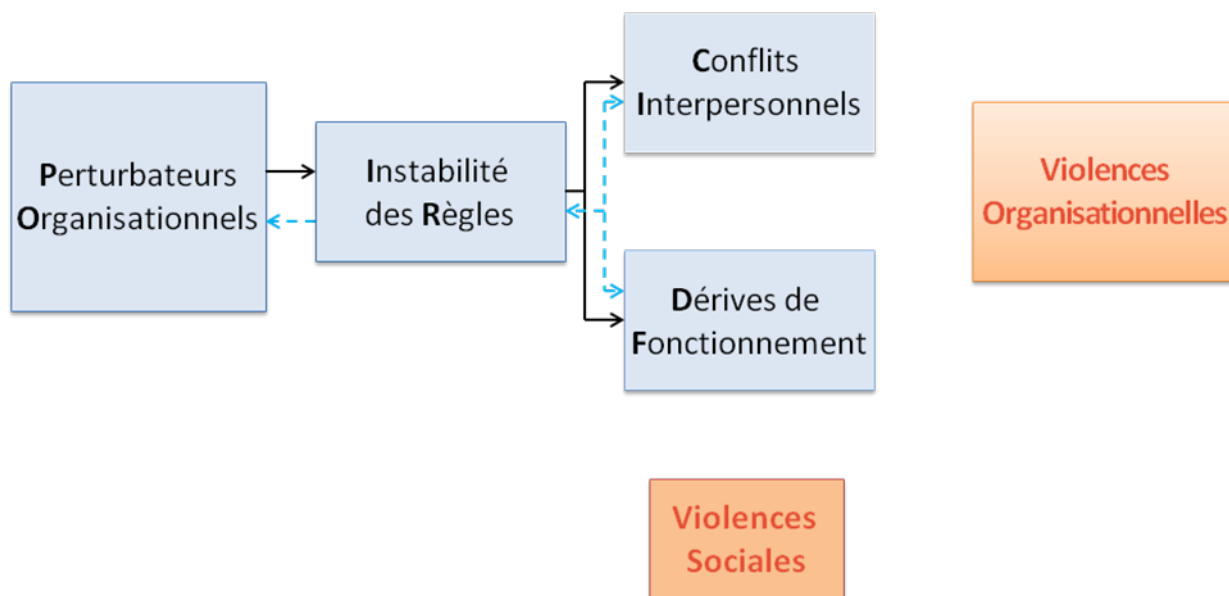 Perturbateurs
Organisationnels
Instabilité
des Règles
Conflits
Interpersonnels
Dérives de
Fonctionnement
Violences
Organisationnelles
Violences
Sociales